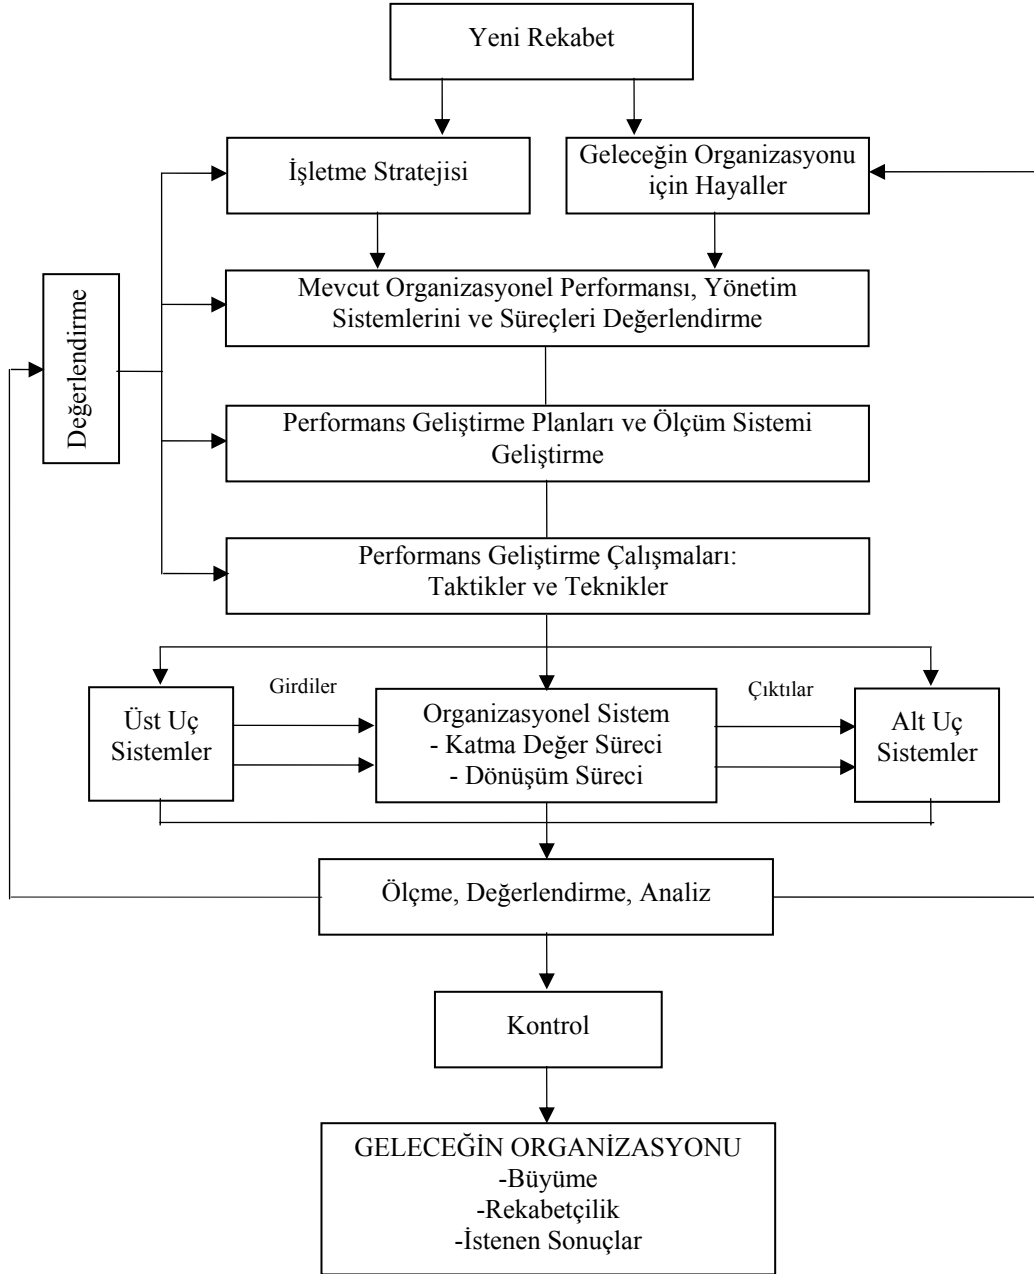 Yeni Rekabet
İşletme Stratejisi
Geleceğin Organizasyonu
için Hayaller
Değerlendirme
Mevcut Organizasyonel Performansı, Yönetim
Sistemlerini ve Süreçleri Değerlendirme
Performans Geliştirme Planları ve Ölçüm Sistemi
Geliştirme
Performans Geliştirme Çalışmaları:
Taktikler ve Teknikler
Üst Uç
Sistemler
Girdiler
Organizasyonel Sistem
- Katma Değer Süreci
- Dönüşüm Süreci
Çıktılar
Alt Uç
Sistemler
Ölçme, Değerlendirme, Analiz
Kontrol
GELECEĞİN ORGANİZASYONU
-Büyüme
-Rekabetçilik
-İstenen Sonuçlar